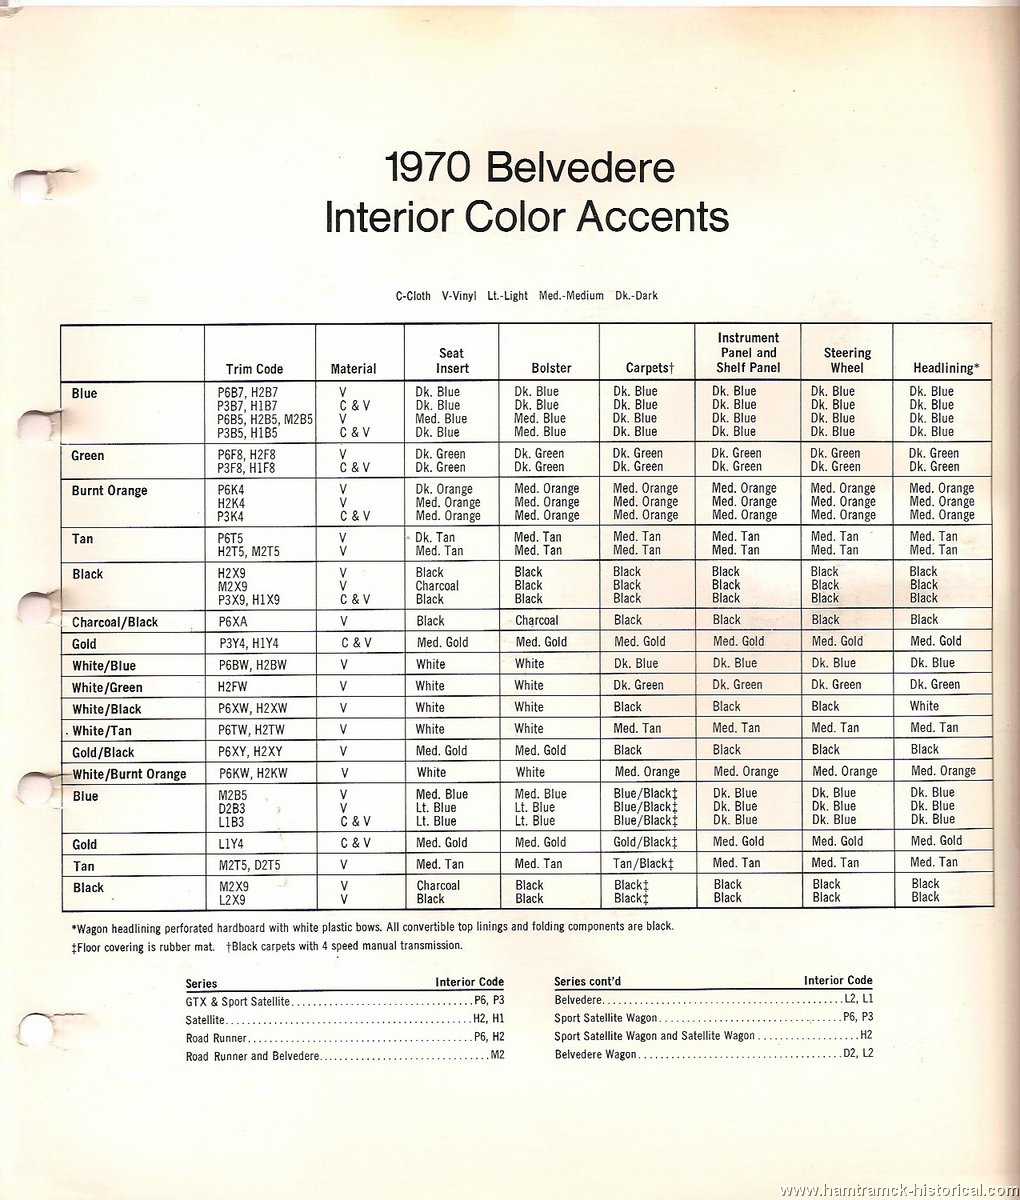 1970 Belvedere
Interior Color Accents
C-Cloth V-Vinyl Lt.-Light Med.-Medium Dk.-Dark
Trim Code Material Seat Insert Bolster Carpets† Instrument Panel and Shelf Panel Steering Wheel Headlining*
Blue P6B7, H2B7 V Dk. Blue Dk. Blue Dk. Blue Dk. Blue Dk. Blue Dk. Blue
P3B7, H1B7 C & V Dk. Blue Dk. Blue Dk. Blue Dk. Blue Dk. Blue Dk. Blue
P6B5, H2B5, M2B5 V Med. Blue Med. Blue Dk. Blue Dk. Blue Dk. Blue Dk. Blue
P3B5, H1B5 C & V Dk. Blue Med. Blue Dk. Blue Dk. Blue Dk. Blue Dk. Blue
Green P6F8, H2F8 V Dk. Green Dk. Green Dk. Green Dk. Green Dk. Green Dk. Green
P3F8, H1F8 C & V Dk. Green Dk. Green Dk. Green Dk. Green Dk. Green Dk. Green
Burnt Orange P6K4 V Dk. Orange Med. Orange Med. Orange Med. Orange Med. Orange Med. Orange
H2K4 V Med. Orange Med. Orange Med. Orange Med. Orange Med. Orange Med. Orange
P3K4 C & V Med. Orange Med. Orange Med. Orange Med. Orange Med. Orange Med. Orange
Tan P6T5 V Dk. Tan Med. Tan Med. Tan Med. Tan Med. Tan Med. Tan
H2T5, M2T5 V Med. Tan Med. Tan Med. Tan Med. Tan Med. Tan Med. Tan
Black H2X9 V Black Black Black Black Black Black
M2X9 V Charcoal Black Black Black Black Black
P3X9, H1X9 C & V Black Black Black Black Black Black
Charcoal/Black P6XA V Black Charcoal Black Black Black Black
Gold P3Y4, H1Y4 C & V Med. Gold Med. Gold Med. Gold Med. Gold Med. Gold Med. Gold
White/Blue P6BW, H2BW V White White Dk. Blue Dk. Blue Dk. Blue Dk. Blue
White/Green H2FW V White White Dk. Green Dk. Green Dk. Green Dk. Green
White/Black P6XW, H2XW V White White Black Black Black White
White/Tan P6TW, H2TW V White White Med. Tan Med. Tan Med. Tan Med. Tan
Gold/Black P6XY, H2XY V Med. Gold Med. Gold Black Black Black Black
White/Burnt Orange P6KW, H2KW V White White Med. Orange Med. Orange Med. Orange Med. Orange
Blue M2B5 V Med. Blue Med. Blue Blue/Black‡ Dk. Blue Dk. Blue Dk. Blue
D2B3 V Lt. Blue Lt. Blue Blue/Black‡ Dk. Blue Dk. Blue Dk. Blue
L1B3 C & V Lt. Blue Lt. Blue Blue/Black‡ Dk. Blue Dk. Blue Dk. Blue
Gold L1Y4 C & V Med. Gold Med. Gold Gold/Black‡ Med. Gold Med. Gold Med. Gold
Tan M2T5, D2T5 V Med. Tan Med. Tan Tan/Black‡ Med. Tan Med. Tan Med. Tan
Black M2X9 V Charcoal Black Black‡ Black Black Black
L2X9 V Black Black Black‡ Black Black Black
*Wagon headlining perforated hardboard with white plastic bows. All convertible top linings and folding components are black.
‡Floor covering is rubber mat. †Black carpets with 4 speed manual transmission.
Series Interior Code
GTX & Sport Satellite P6, P3
Satellite H2, H1
Road Runner P6, H2
Road Runner and Belvedere M2
Series cont'd Interior Code
Belvedere L2, L1
Sport Satellite Wagon P6, P3
Sport Satellite Wagon and Satellite Wagon H2
Belvedere Wagon D2, L2
www.hamtramck-historical.com